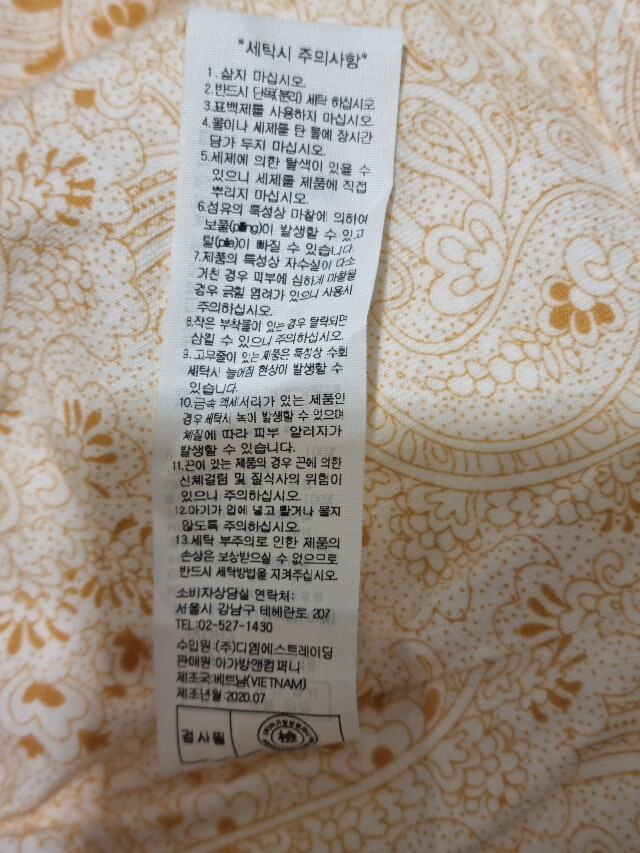 *세탁시 주의사항*
1.삶지 마십시오.
2.반드시 단독(분리) 세탁 하십시오
3.표백제를 사용하지 마십시오.
4.물이나 세제를 탄 물에 장시간
담가 두지 마십시오.
5.세제에 의한 탈색이 있을 수
있으니 세제를 제품에 직접
뿌리지 마십시오.
6.섬유의 특성상 마찰에 의하여
보풀(pilling)이 발생할 수 있고
털(pile)이 빠질 수 있습니다.
7.제품의 특성상 자수실이 다소
거친 경우 피부에 심하게 마찰될
경우 긁힐 염려가 있으니 사용시
주의하십시오.
8.작은 부착물이 있는 경우 탈락되면
삼킬 수 있으니 주의하십시오.
9. 고무줄이 있는 제품은 특성상 수회
세탁시 늘어짐 현상이 발생할 수
있습니다.
10.금속 액세서리가 있는 제품인
경우 세탁시 녹이 발생할 수 있으며
체질에 따라 피부 알러지가
발생할 수 있습니다.
11.끈이 있는 제품의 경우 끈에 의한
신체걸림 및 질식사의 위험이
있으니 주의하십시오.
12.아기가 입에 넣고 빨거나 물지
않도록 주의하십시오.
13.세탁 부주의로 인한 제품의
손상은 보상받으실 수 없으므로
반드시 세탁방법을 지켜주십시오.
소비자상담실 연락처:
서울시 강남구 테헤란로 207
TEL:02-527-1430
수입원:(주)디엠에스트레이딩
판매원:아가방앤컴퍼니
제조국:베트남(VIETNAM)
제조년월:2020.07
검사필